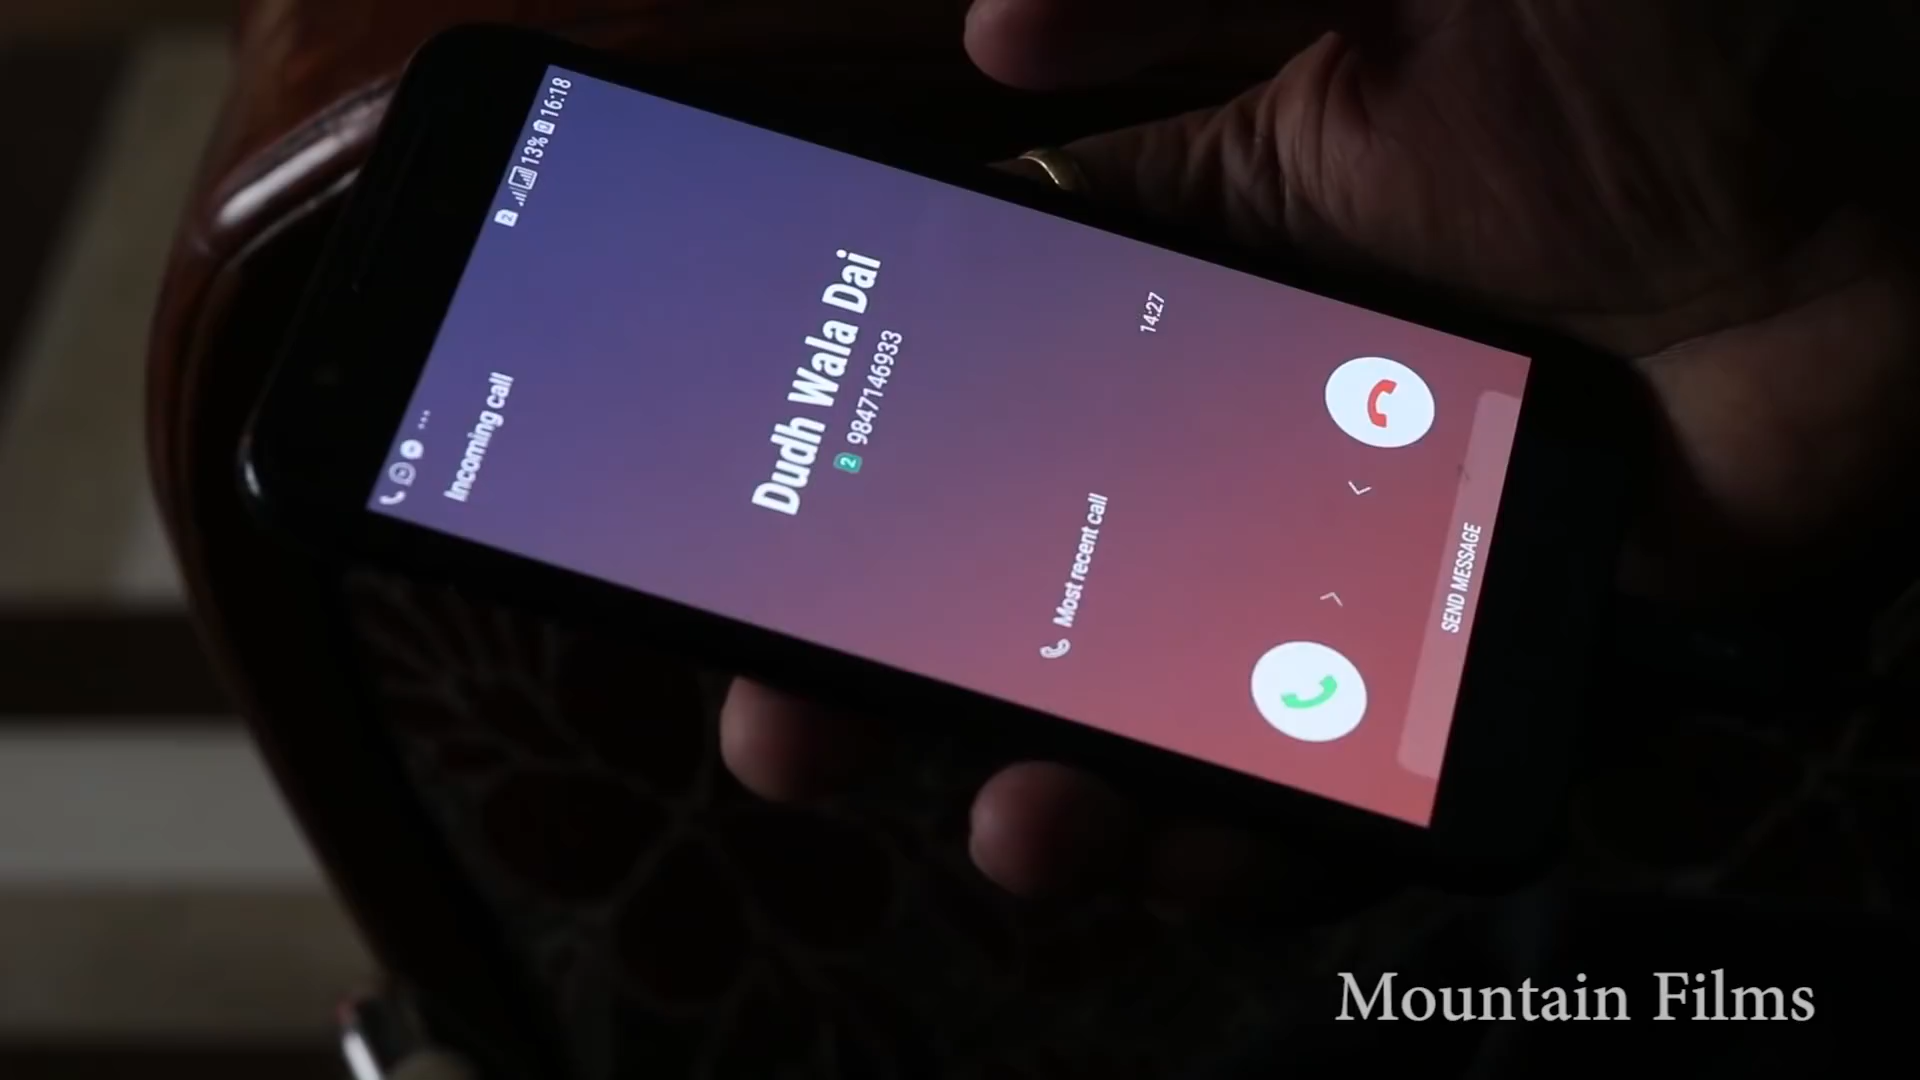 2 13% 16:18
Incoming call
Dudh Wala Dai
2 9847146933
Most recent call 14:27
SEND MESSAGE
Mountain Films